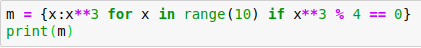 m = {x:x**3 for x in range(10) if x**3 % 4 == 0}
print(m)